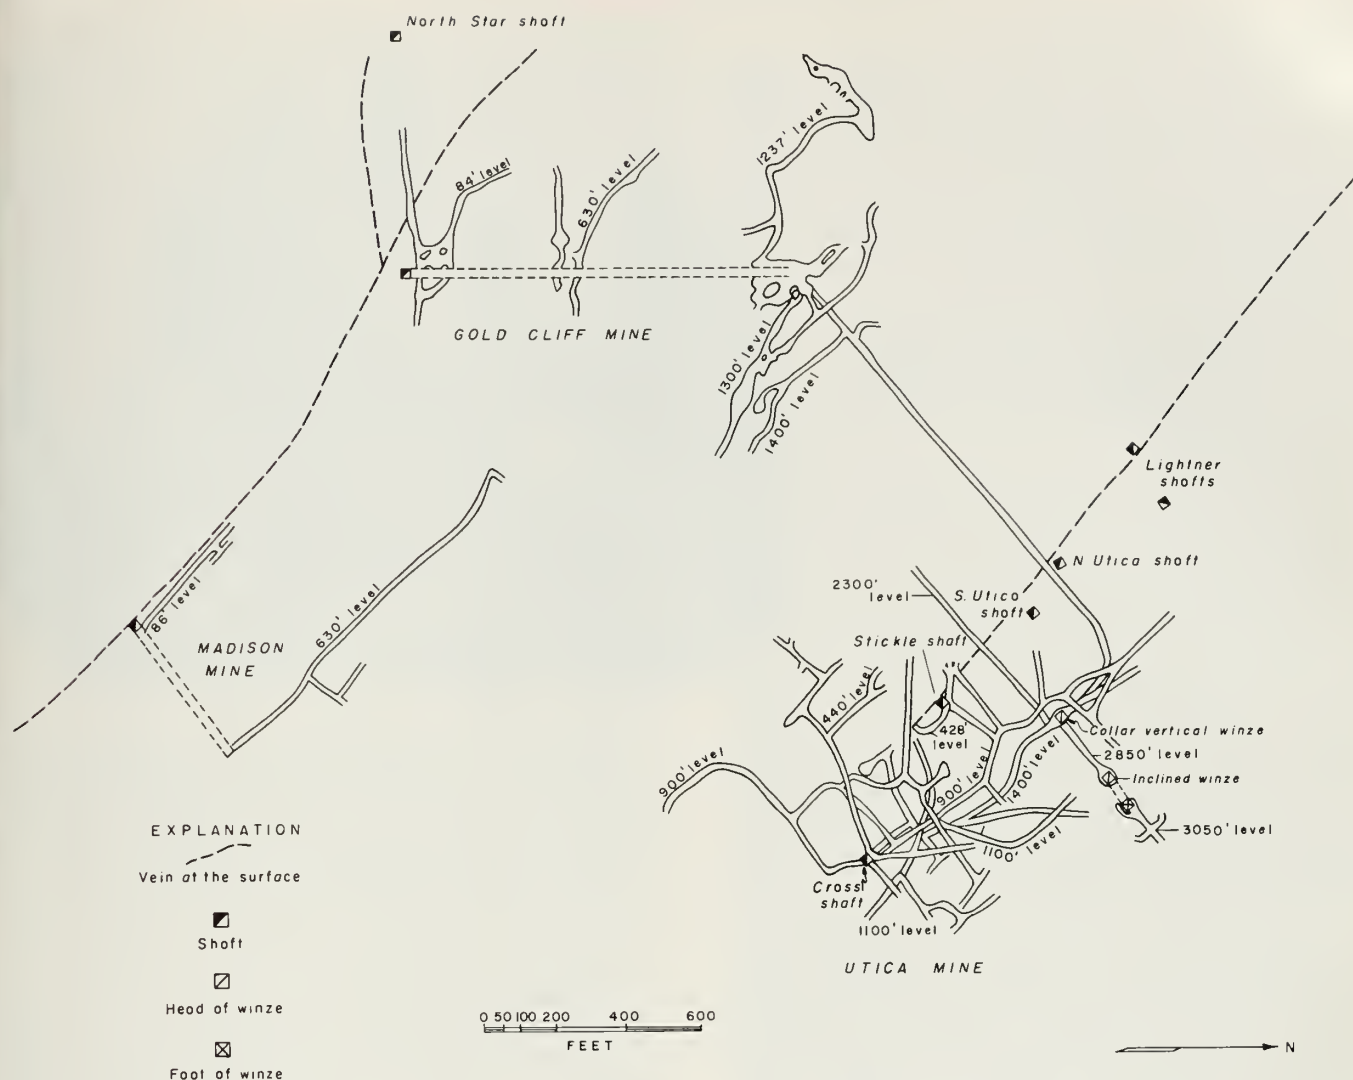 North Star shaft
84' level
630' level
1237' level
GOLD CLIFF MINE
1300' level
1400' level
Lightner
shafts
N Utica shaft
86' level
2300'
level
S. Utica
shaft
630' level
MADISON
MINE
Stickle shaft
440' level
428'
level
Collar vertical winze
900' level
900' level
1400' level
2850' level
Inclined winze
3050' level
1100' level
Cross
shaft
1100' level
UTICA MINE
EXPLANATION
Vein at the surface
Shaft
Head of winze
Foot of winze
0 50 100 200 400 600
FEET
N